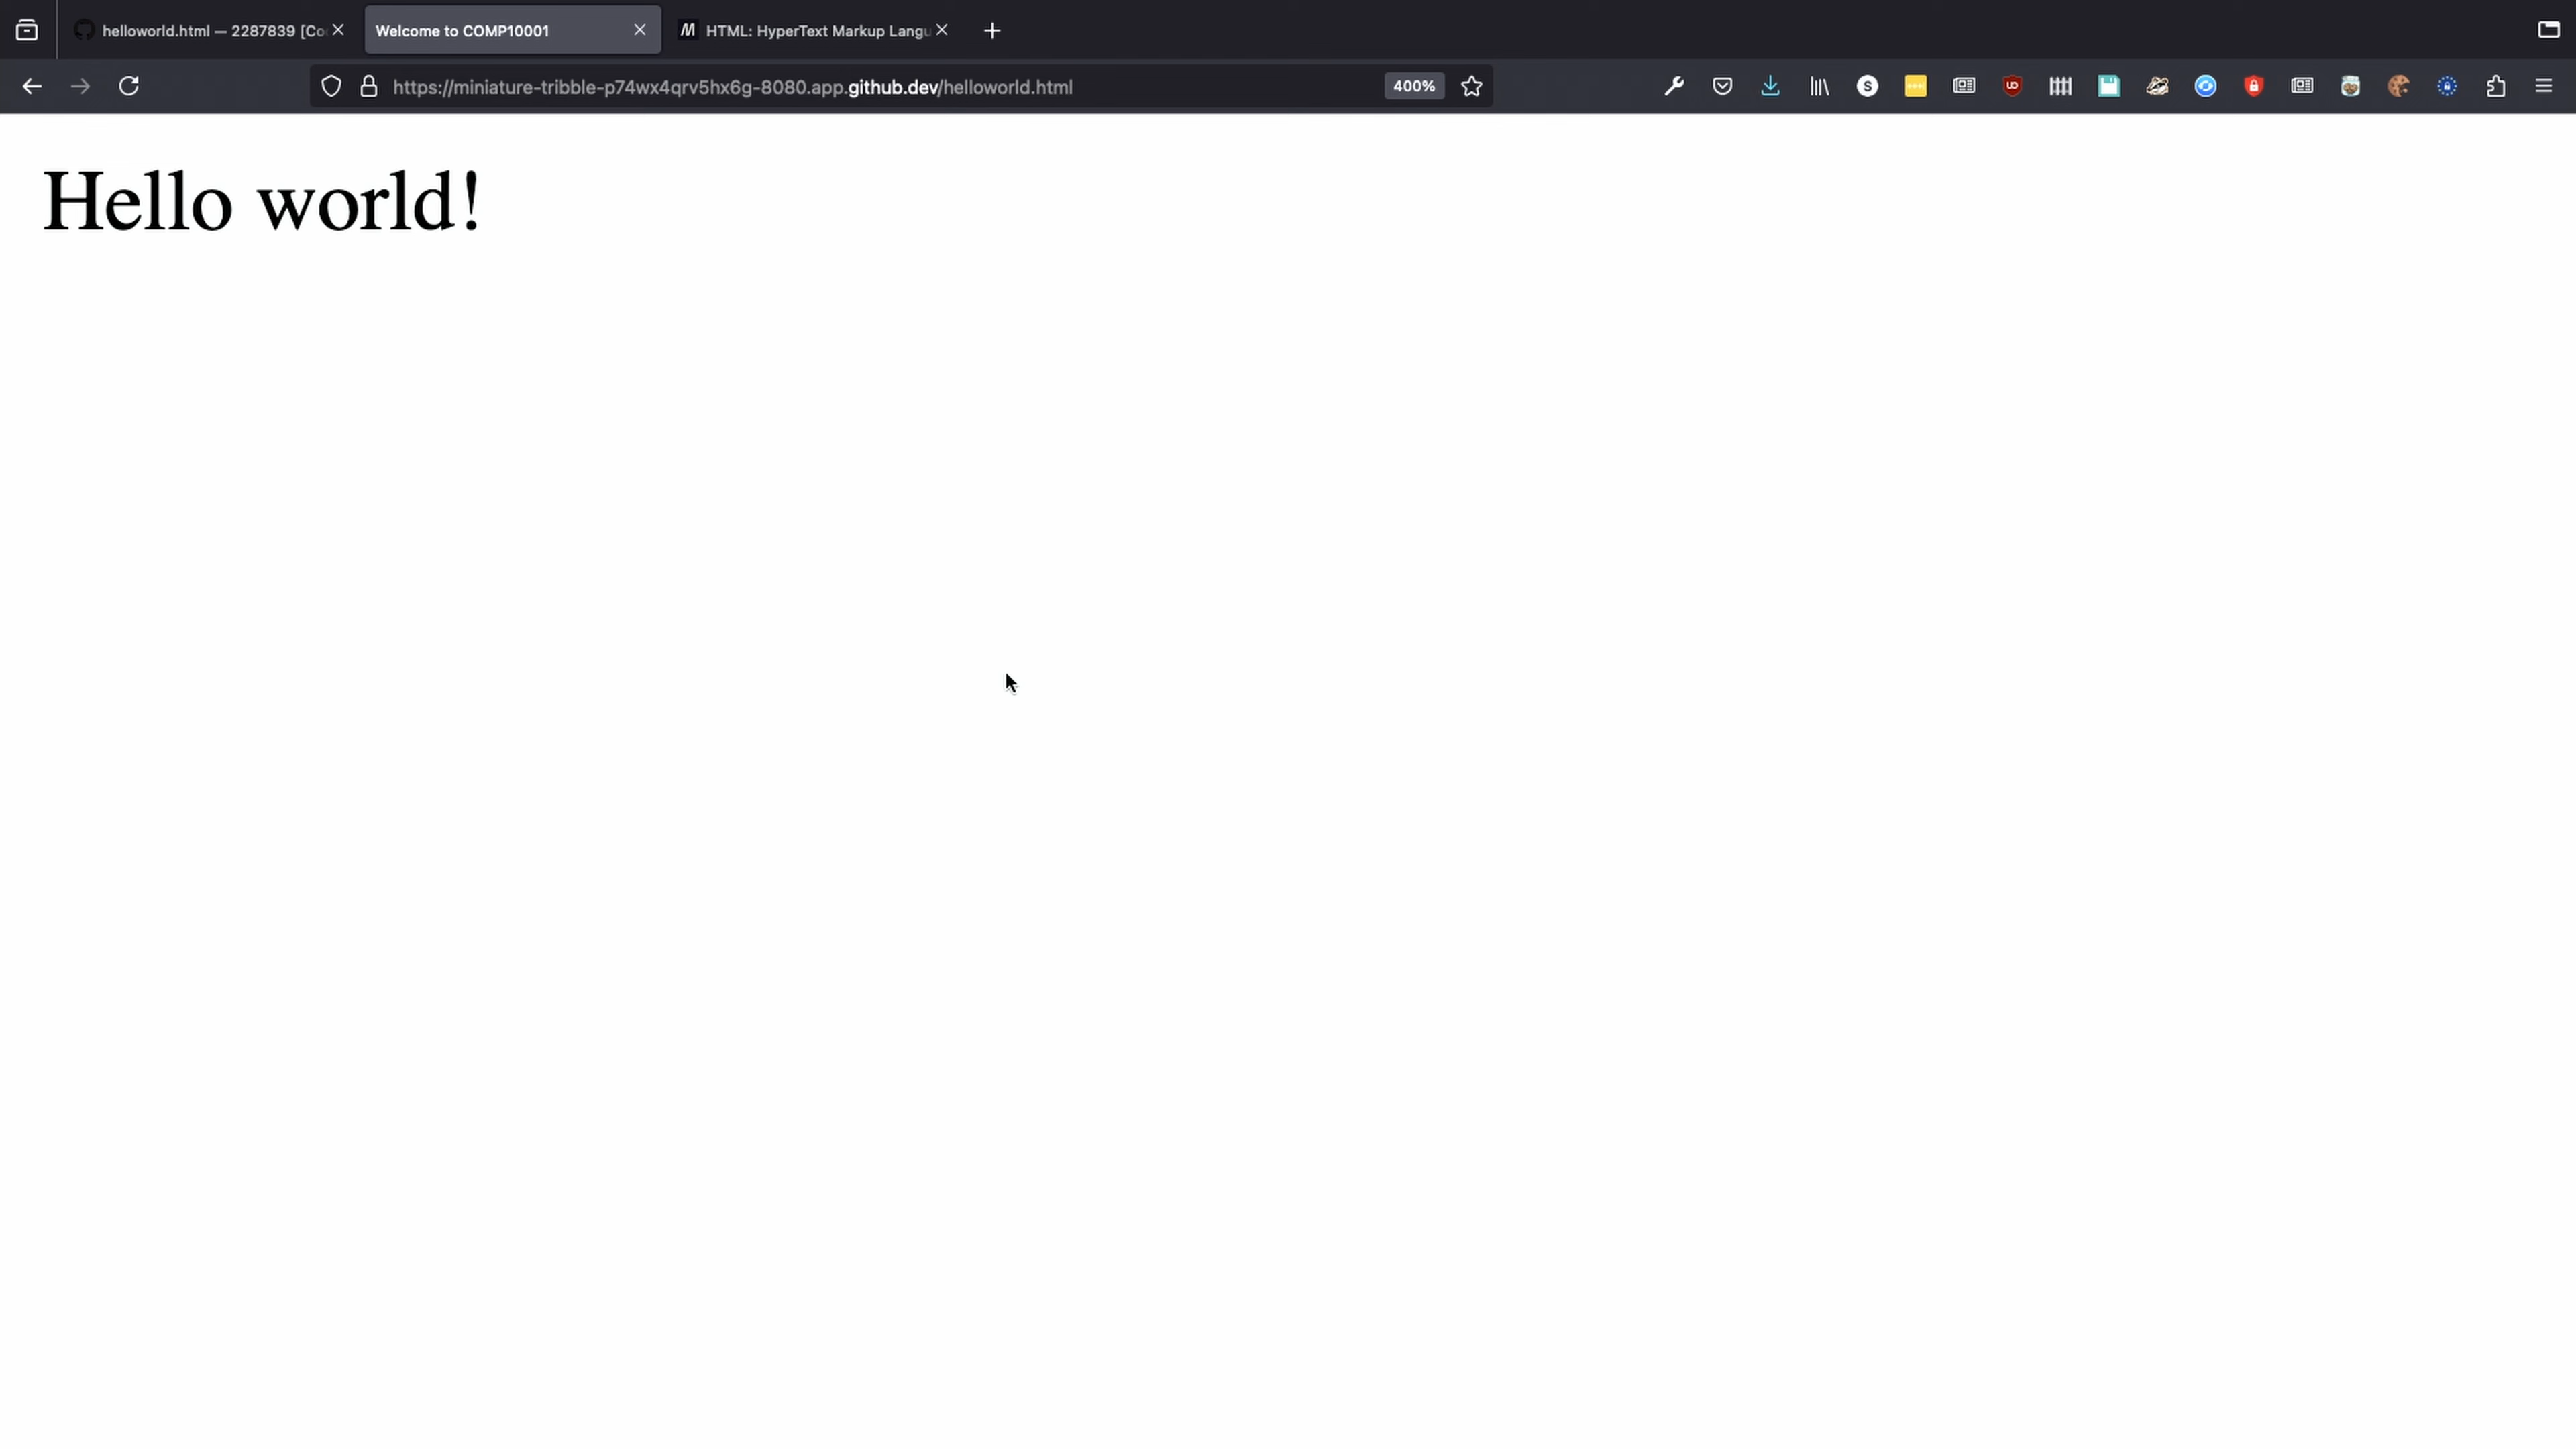 helloworld.html — 2287839 [Co
Welcome to COMP10001
HTML: HyperText Markup Langu
https://miniature-tribble-p74wx4qrv5hx6g-8080.app.github.dev/helloworld.html
400%
S
Hello world!